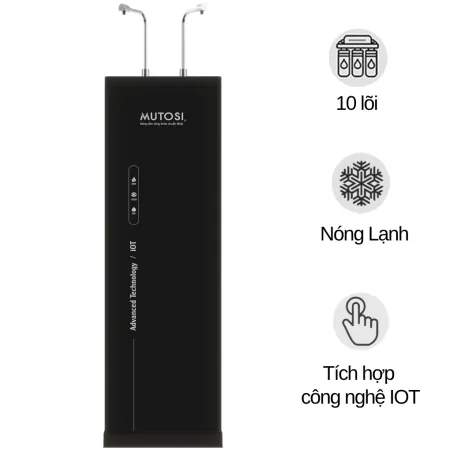 MUTOSI
10 lõi
Nóng Lạnh
Advanced Technology / IOT
Tích hợp
công nghệ IOT